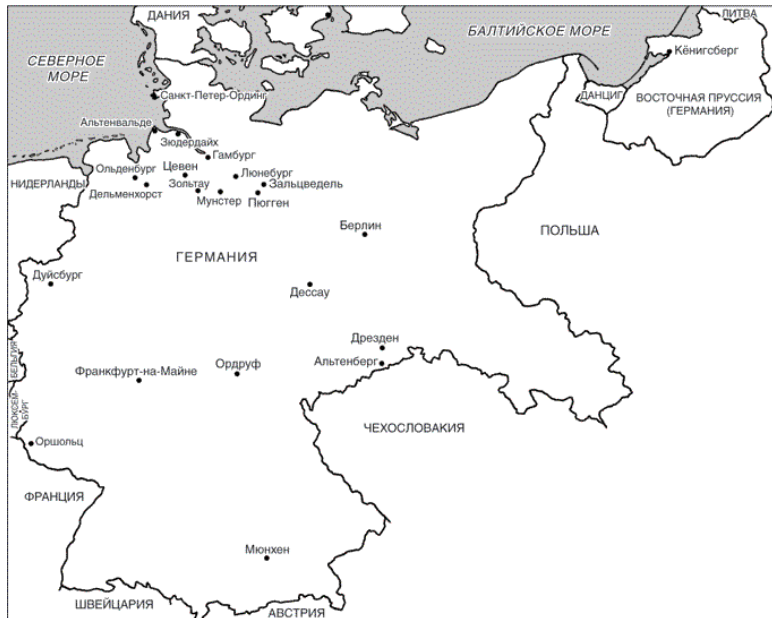 ДАНИЯ
ЛИТВА
БАЛТИЙСКОЕ МОРЕ
СЕВЕРНОЕ
МОРЕ
Кёнигсберг
Санкт-Петер-Ординг
ДАНЦИГ
ВОСТОЧНАЯ ПРУССИЯ
(ГЕРМАНИЯ)
Альтенвальде
Зюдердайх
Гамбург
Ольденбург
Цевен
Люнебург
НИДЕРЛАНДЫ
Зольтау
Зальцведель
Дельменхорст
Мунстер
Пюгген
Берлин
ПОЛЬША
ГЕРМАНИЯ
Дуйсбург
Дессау
Дрезден
Альтенберг
БЕЛЬГИЯ
Франкфурт-на-Майне
Ордруф
ЛЮКСЕМ-
БУРГ
ЧЕХОСЛОВАКИЯ
Оршольц
ФРАНЦИЯ
Мюнхен
ШВЕЙЦАРИЯ
АВСТРИЯ